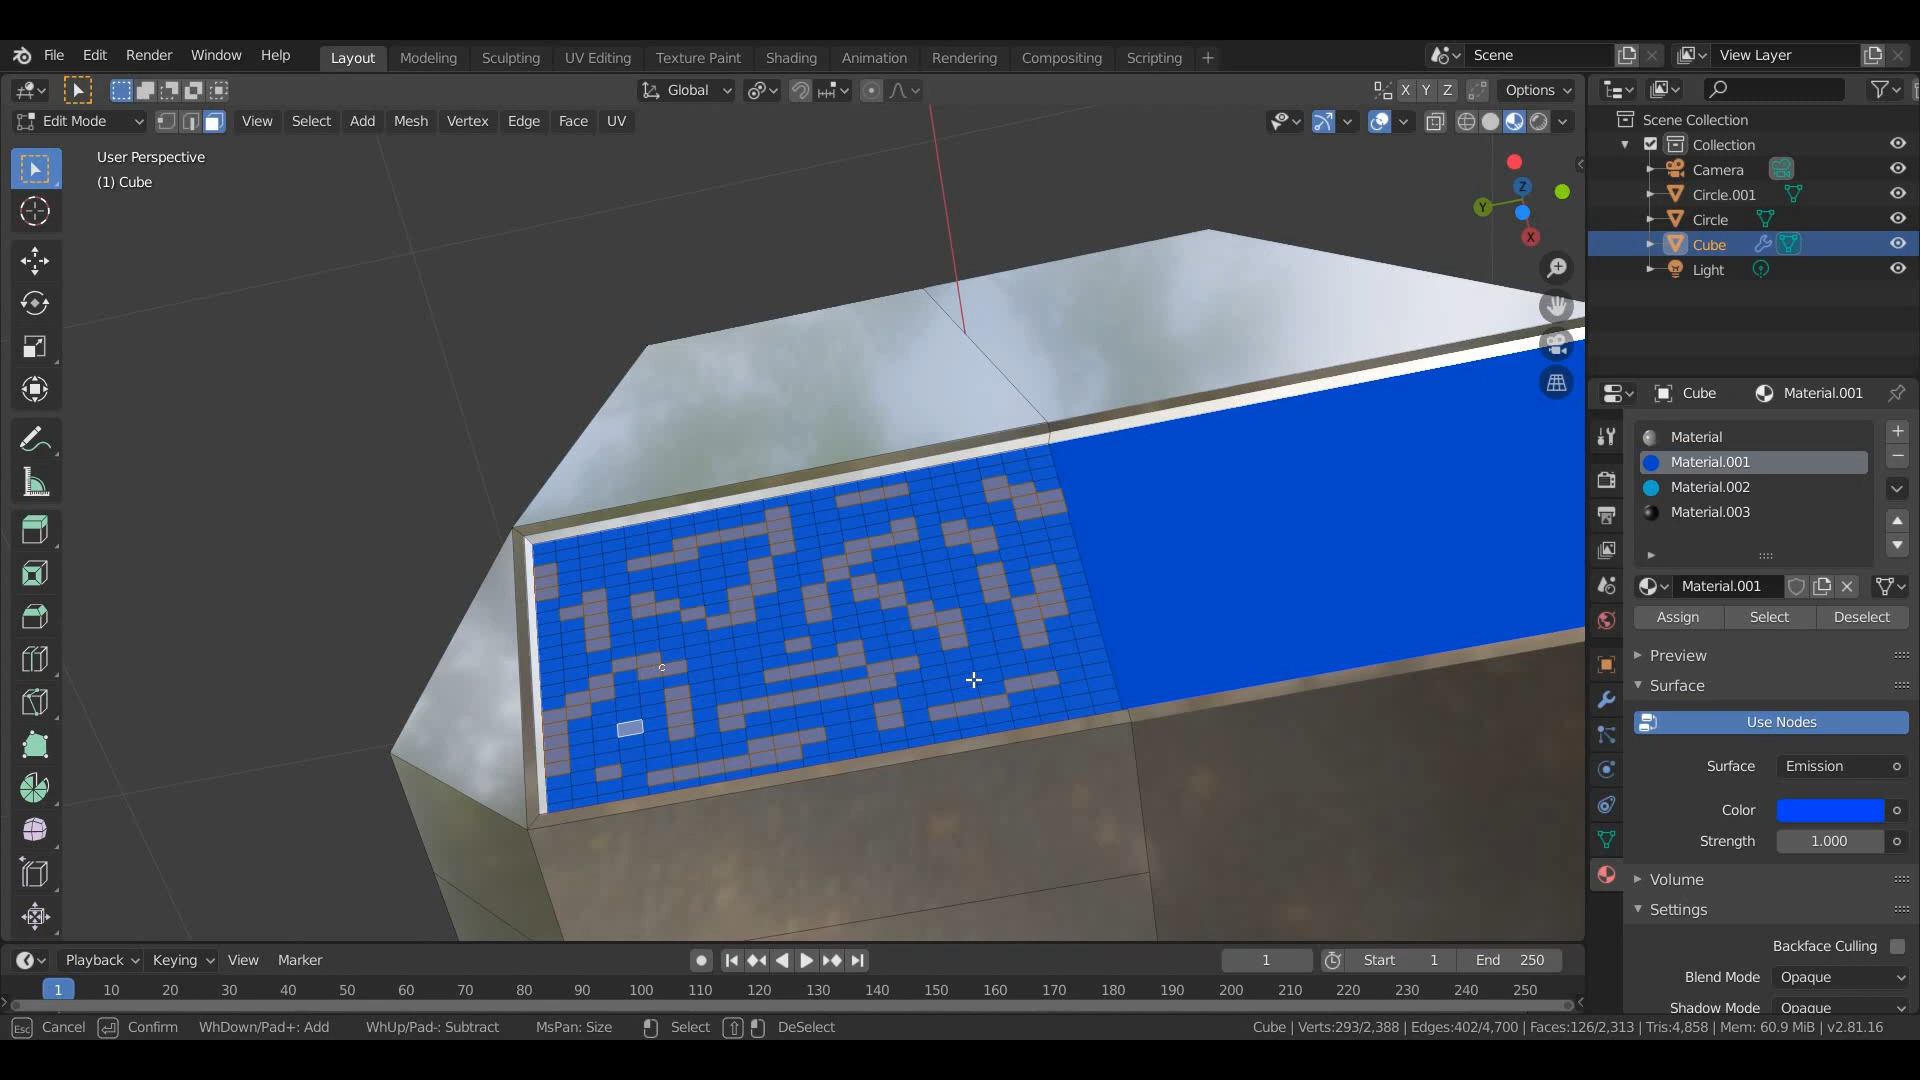 File Edit Render Window Help Layout Modeling Sculpting UV Editing Texture Paint Shading Animation Rendering Compositing Scripting + Scene View Layer
Global X Y Z Options
Edit Mode View Select Add Mesh Vertex Edge Face UV
User Perspective
(1) Cube
Z
Y
X
Scene Collection
Collection
Camera
Circle.001
Circle
Cube
Light
Cube Material.001
Material
Material.001
Material.002
Material.003
Material.001
Assign Select Deselect
Preview
Surface
Use Nodes
Surface Emission
Color
Strength 1.000
Volume
Settings
Backface Culling
Blend Mode Opaque
Shadow Mode Opaque
Playback Keying View Marker 1 Start 1 End 250
1 10 20 30 40 50 60 70 80 90 100 110 120 130 140 150 160 170 180 190 200 210 220 230 240 250
Esc Cancel Confirm WhDown/Pad+: Add WhUp/Pad-: Subtract MsPan: Size Select DeSelect Cube | Verts:293/2,388 | Edges:402/4,700 | Faces:126/2,313 | Tris:4,858 | Mem: 60.9 MiB | v2.81.16